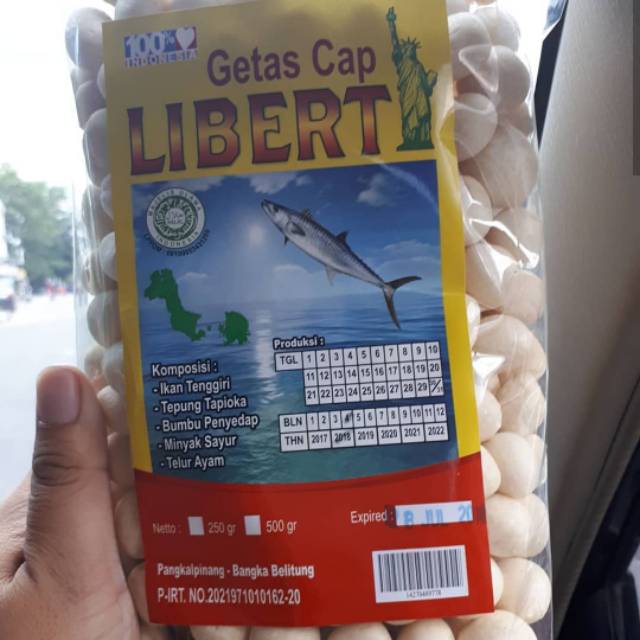 100%
INDONESIA
Getas Cap
LIBERTY
Komposisi :
- Ikan Tenggiri
- Tepung Tapioka
- Bumbu Penyedap
- Minyak Sayur
- Telur Ayam
Produksi :
TGL 1 2 3 4 5 6 7 8 9 10
11 12 13 14 15 16 17 18 19 20
21 22 23 24 25 26 27 28 29
BLN 1 2 3 5 6 7 8 9 10 11 12
THN 2017 2018 2019 2020 2021 2022
Netto : 250 gr 500 gr
Expired 8 JUL
Pangkalpinang - Bangka Belitung
P-IRT. NO.2021971010162-20